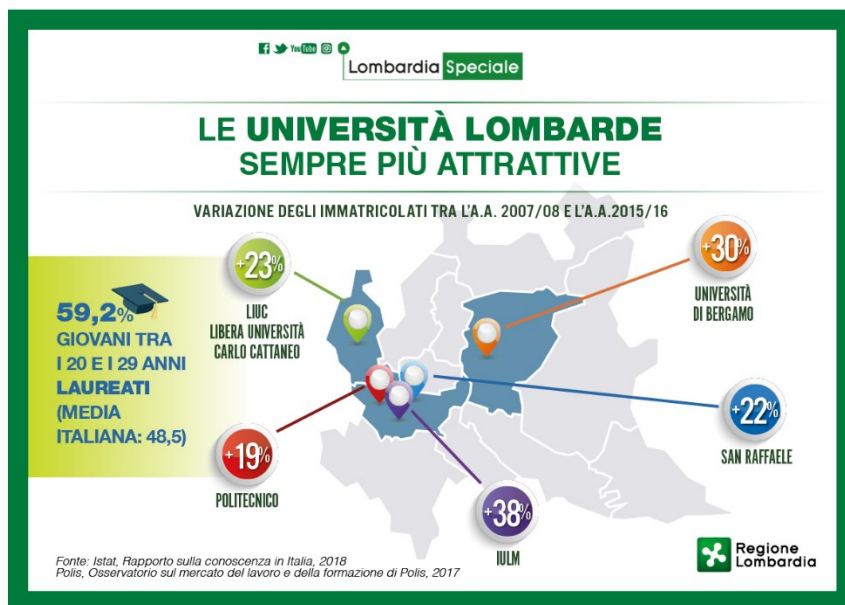 YouTube
Lombardia Speciale
LE UNIVERSITÀ LOMBARDE
SEMPRE PIÙ ATTRATTIVE
VARIAZIONE DEGLI IMMATRICOLATI TRA L'A.A. 2007/08 E L'A.A.2015/16
+23%
LIUC
LIBERA UNIVERSITÀ
CARLO CATTANEO
+30%
UNIVERSITÀ
DI BERGAMO
59,2%
GIOVANI TRA
I 20 E I 29 ANNI
LAUREATI
(MEDIA
ITALIANA: 48,5)
+19%
POLITECNICO
+22%
SAN RAFFAELE
+38%
IULM
Fonte: Istat, Rapporto sulla conoscenza in Italia, 2018
Polis, Osservatorio sul mercato del lavoro e della formazione di Polis, 2017
Regione
Lombardia